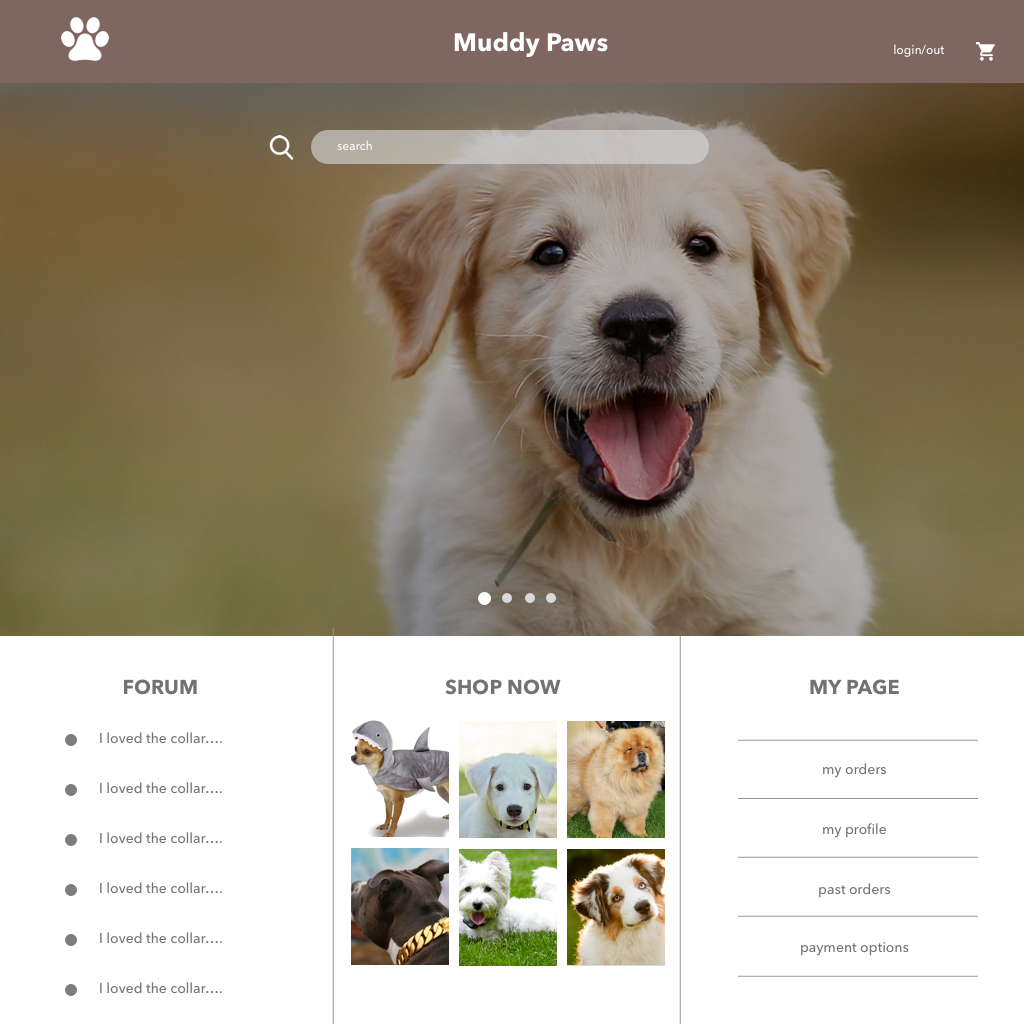 Muddy Paws
login/out
search
FORUM
I loved the collar....
I loved the collar....
I loved the collar....
I loved the collar....
I loved the collar....
I loved the collar....
SHOP NOW
MY PAGE
my orders
my profile
past orders
payment options